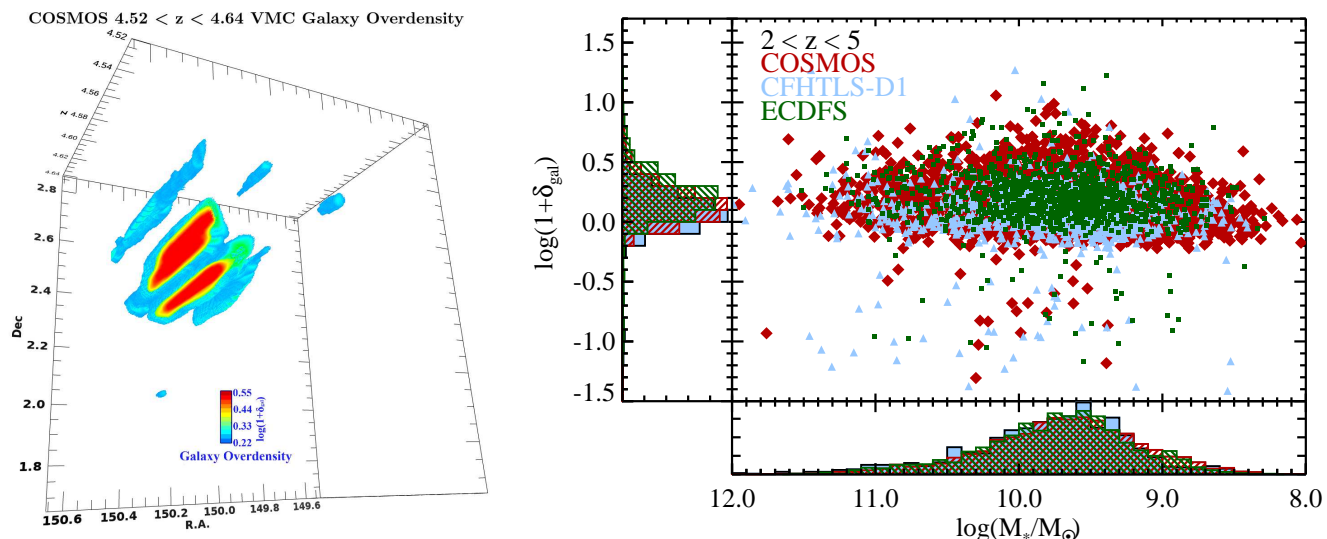 COSMOS 4.52 < z < 4.64 VMC Galaxy Overdensity
4.52
4.54
4.56
z 4.58
4.60
4.62
4.64
2.8
2.6
2.4
2.2
2.0
1.8
Dec
0.55
0.44
0.33
0.22
log(1+δgal)
Galaxy Overdensity
150.6 150.4 150.2 150.0 149.8 149.6
R.A.
2 < z < 5
COSMOS
CFHTLS-D1
ECDFS
1.5
1.0
0.5
0.0
-0.5
-1.0
-1.5
log(1+δgal)
12.0 11.0 10.0 9.0 8.0
log(M*/M⊙)